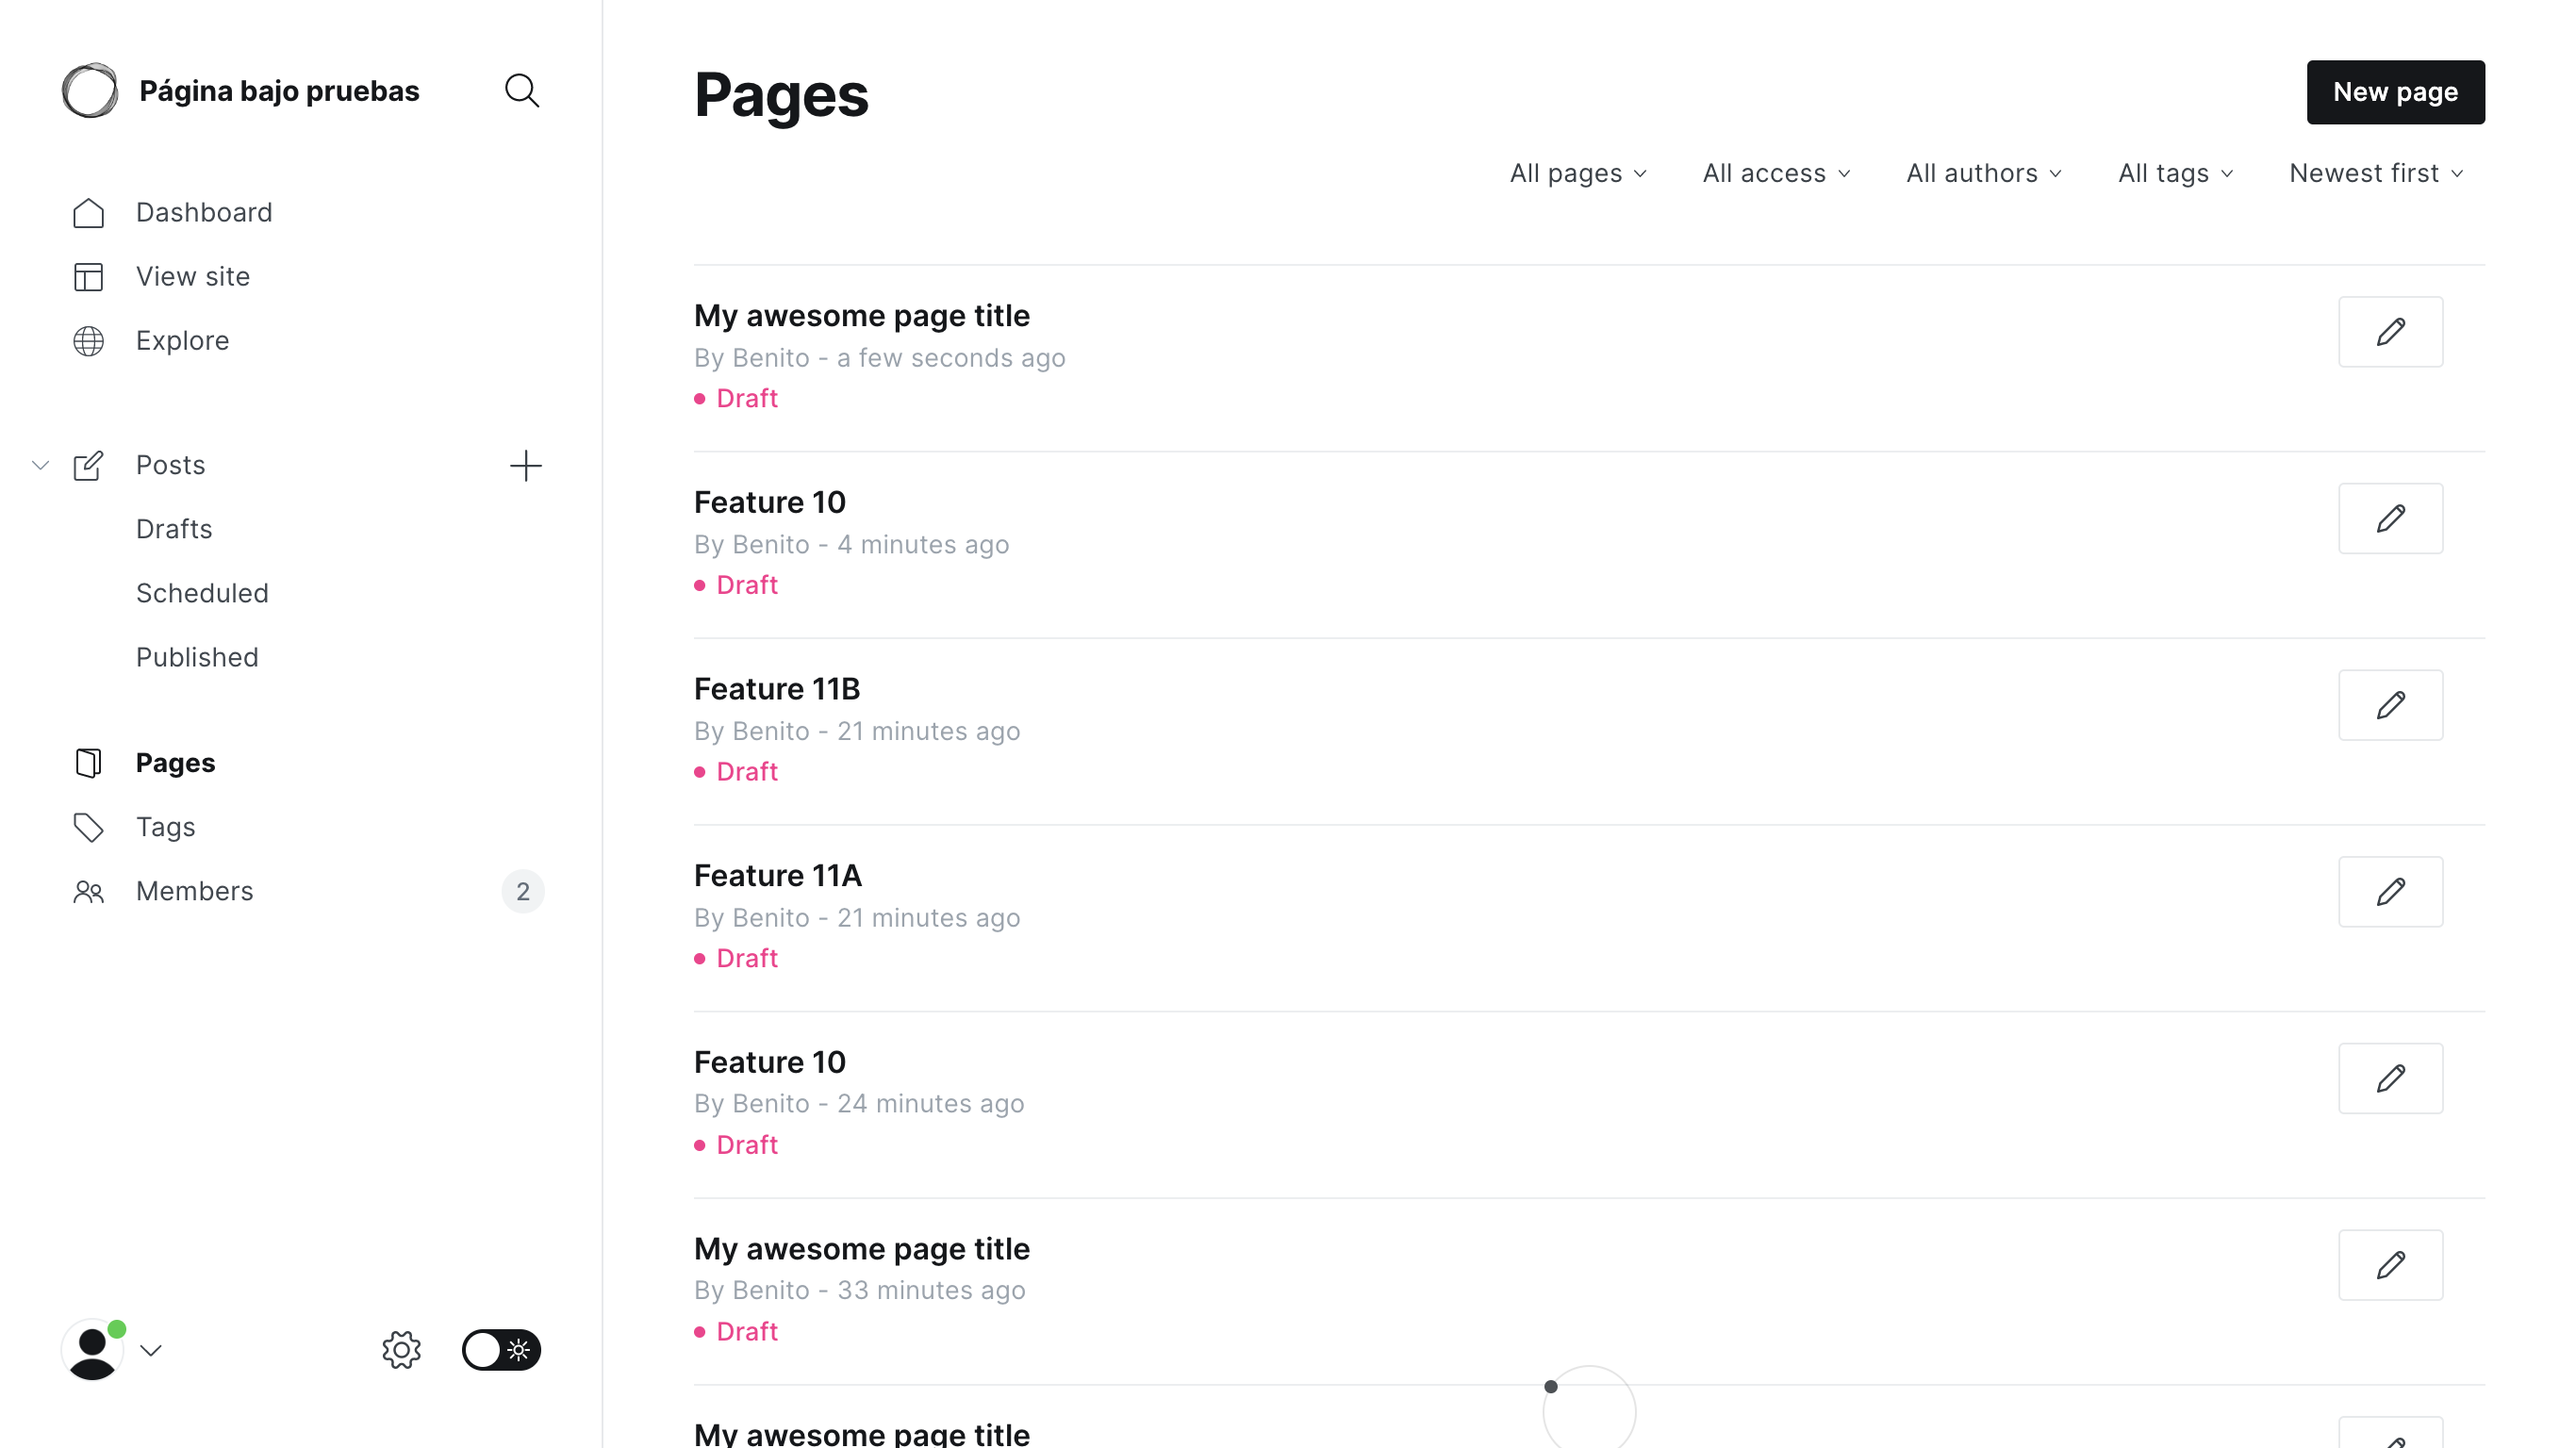 Página bajo pruebas
Dashboard
View site
Explore
Posts
Drafts
Scheduled
Published
Pages
Tags
Members
2
Pages
New page
All pages
All access
All authors
All tags
Newest first
My awesome page title
By Benito - a few seconds ago
Draft
Feature 10
By Benito - 4 minutes ago
Draft
Feature 11B
By Benito - 21 minutes ago
Draft
Feature 11A
By Benito - 21 minutes ago
Draft
Feature 10
By Benito - 24 minutes ago
Draft
My awesome page title
By Benito - 33 minutes ago
Draft
My awesome page title